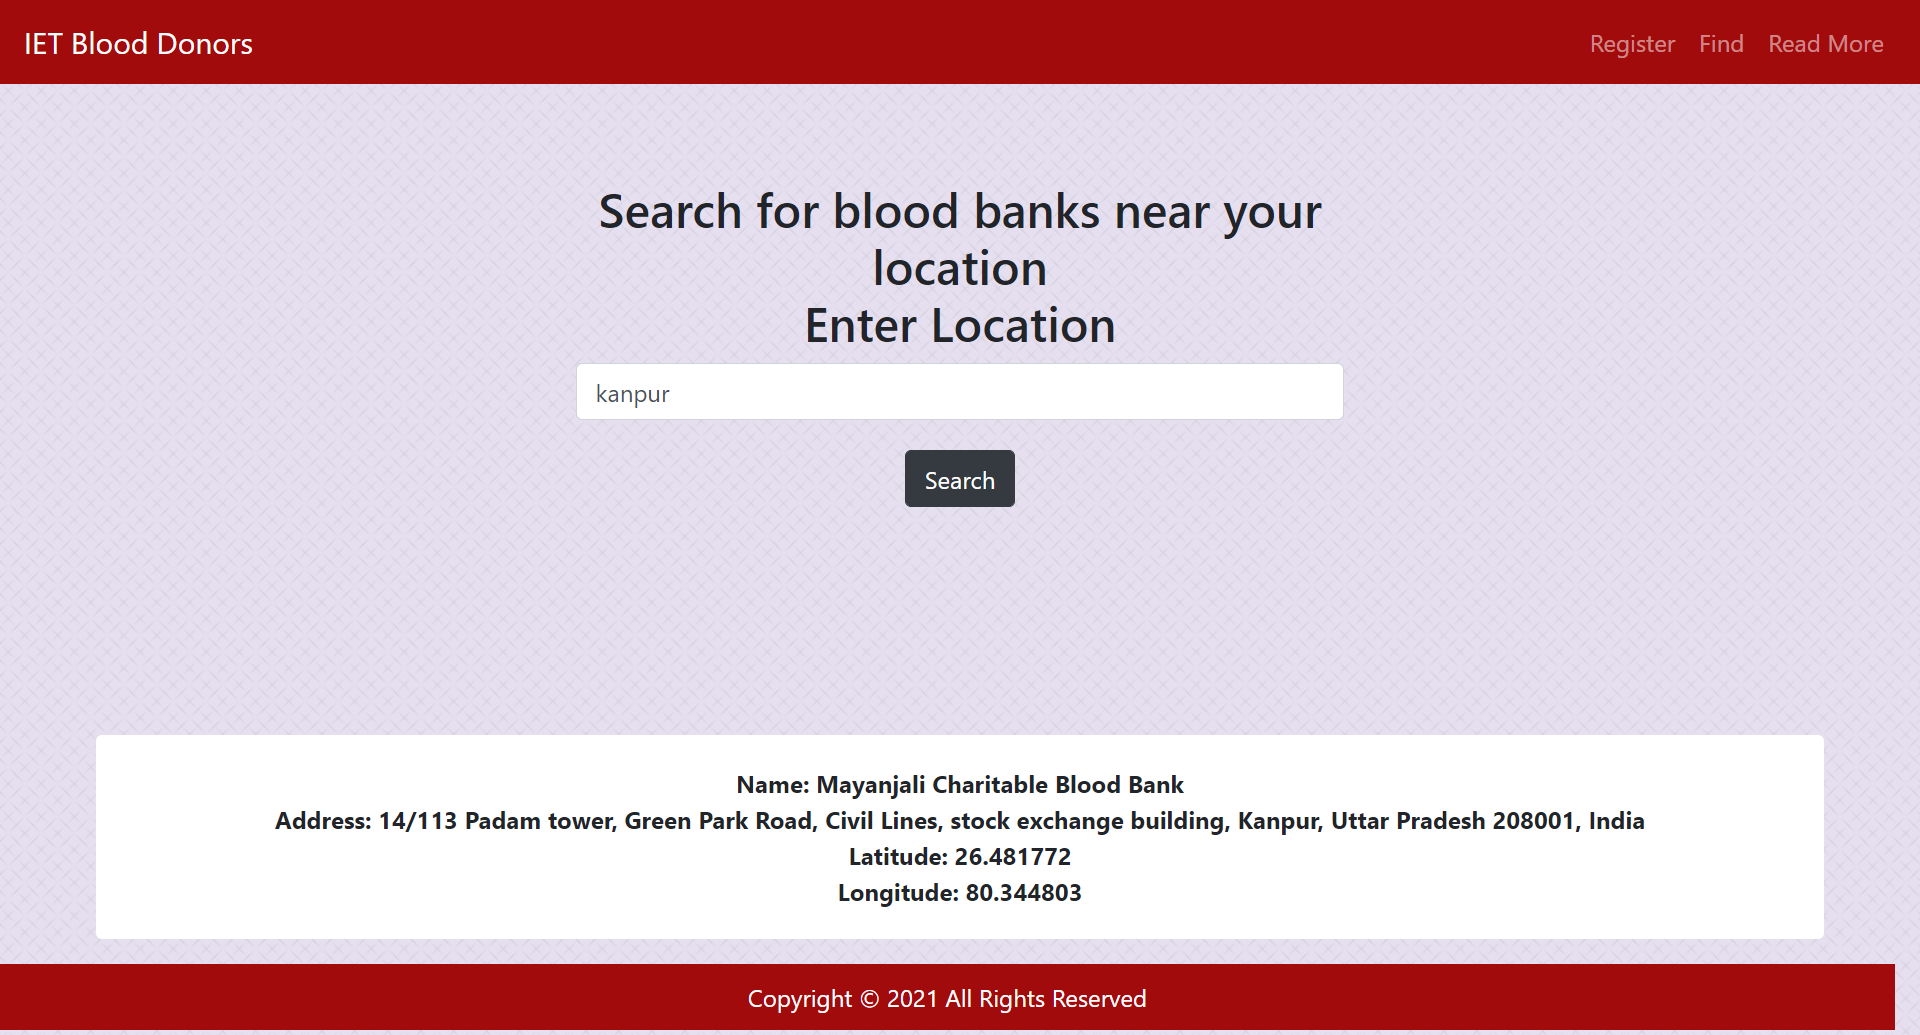 IET Blood Donors
Register Find Read More
Search for blood banks near your
location
Enter Location
kanpur
Search
Name: Mayanjali Charitable Blood Bank
Address: 14/113 Padam tower, Green Park Road, Civil Lines, stock exchange building, Kanpur, Uttar Pradesh 208001, India
Latitude: 26.481772
Longitude: 80.344803
Copyright © 2021 All Rights Reserved